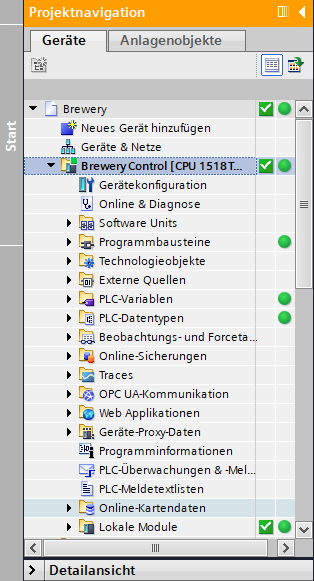 Projektnavigation
Geräte
Anlagenobjekte
Start
Brewery
Neues Gerät hinzufügen
Geräte & Netze
Brewery Control [CPU 1518T...
Gerätekonfiguration
Online & Diagnose
Software Units
Programmbausteine
Technologieobjekte
Externe Quellen
PLC-Variablen
PLC-Datentypen
Beobachtungs- und Forceta...
Online-Sicherungen
Traces
OPC UA-Kommunikation
Web Applikationen
Geräte-Proxy-Daten
Programminformationen
PLC-Überwachungen & -Mel...
PLC-Meldetextlisten
Online-Kartendaten
Lokale Module
Detailansicht